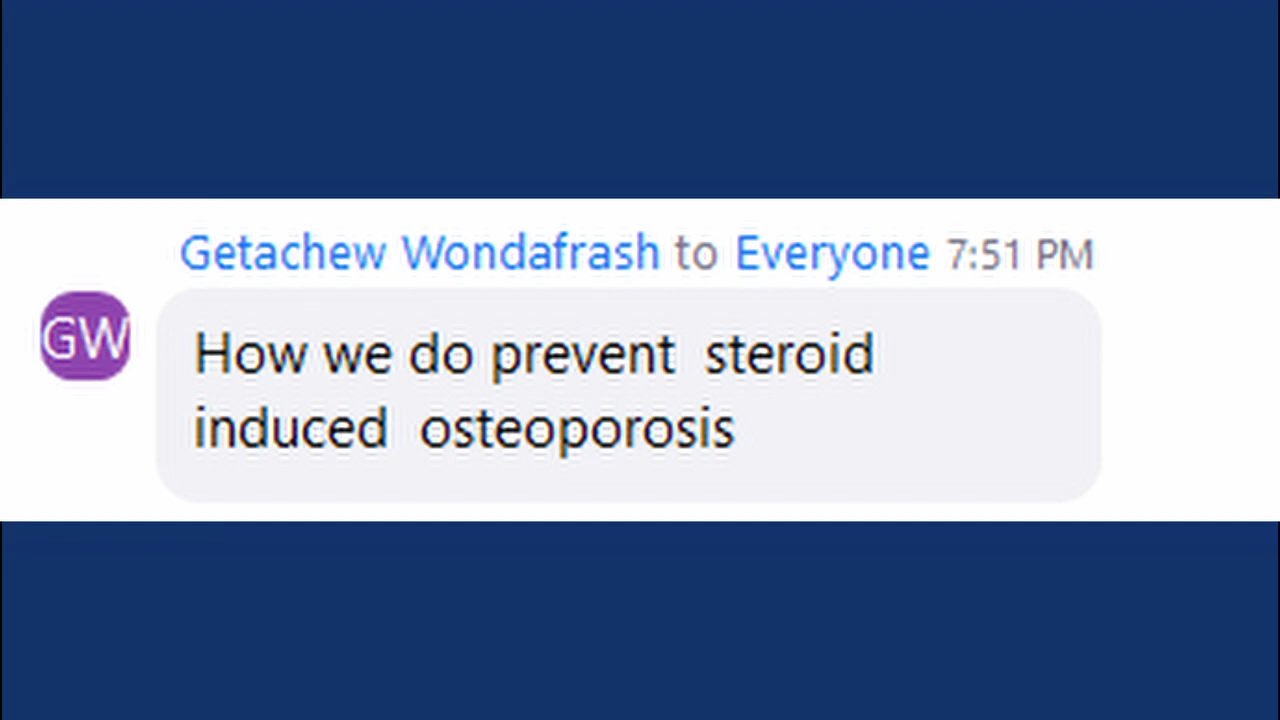 Getachew Wondafrash to Everyone 7:51 PM
GW
How we do prevent  steroid
induced  osteoporosis